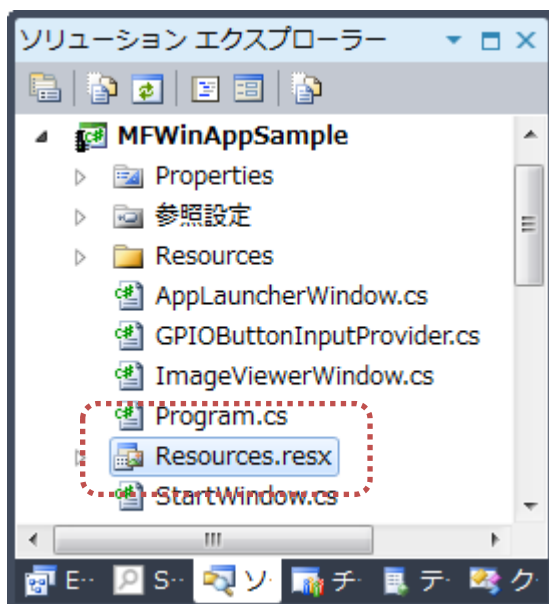 ソリューション エクスプローラー
MFWinAppSample
Properties
参照設定
Resources
AppLauncherWindow.cs
GPIOButtonInputProvider.cs
ImageViewerWindow.cs
Program.cs
Resources.resx
StartWindow.cs
E·· S·· ソ· チ· テ· ク·